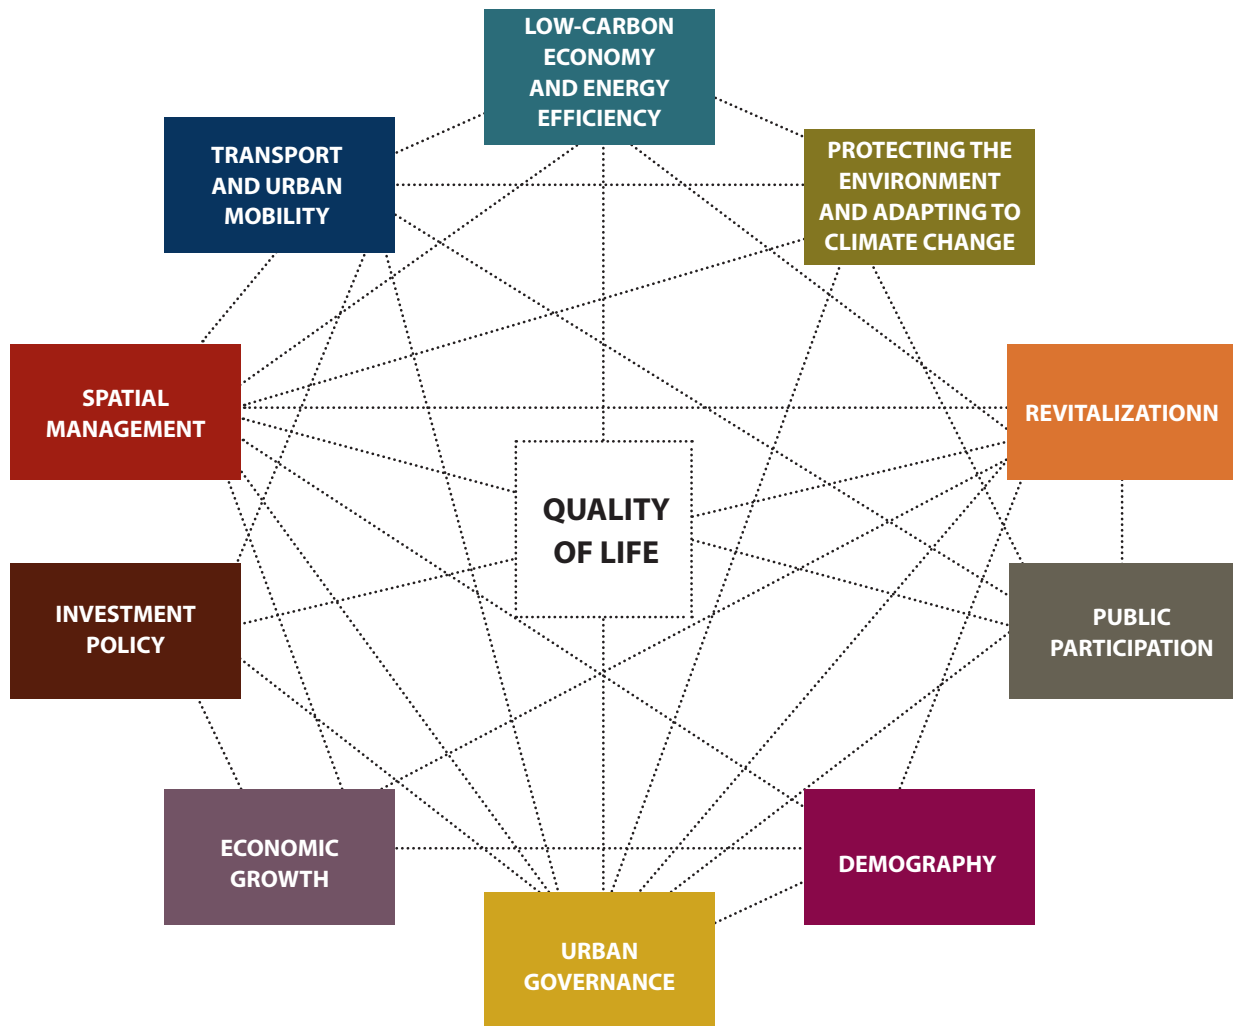 LOW-CARBON
ECONOMY
AND ENERGY
EFFICIENCY
TRANSPORT
AND URBAN
MOBILITY
PROTECTING THE
ENVIRONMENT
AND ADAPTING TO
CLIMATE CHANGE
SPATIAL
MANAGEMENT
REVITALIZATIONN
QUALITY
OF LIFE
INVESTMENT
POLICY
PUBLIC
PARTICIPATION
ECONOMIC
GROWTH
DEMOGRAPHY
URBAN
GOVERNANCE